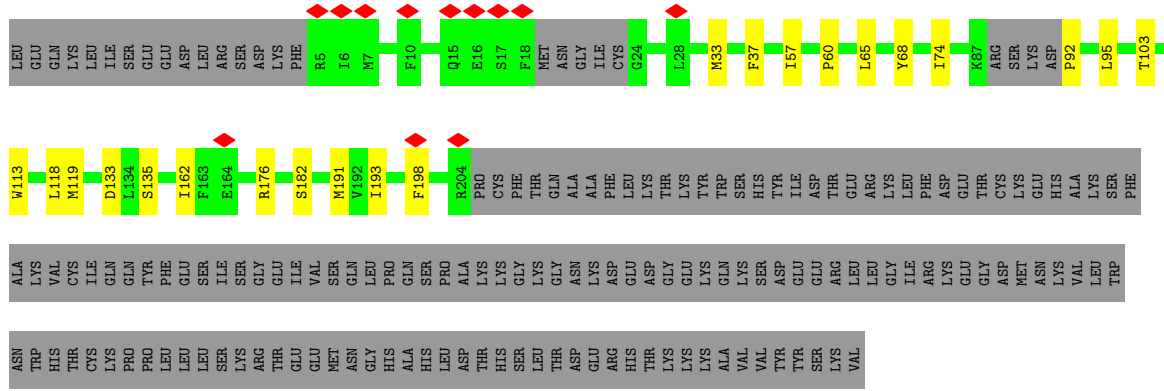 LEU GLU GLN LYS LEU ILE SER GLU GLU ASP LEU ARG SER ASP LYS PHE R5 I6 M7 F10 Q15 E16 S17 F18 MET ASN GLY ILE CYS G24 L28 M33 F37 I57 P60 L65 Y68 I74 K87 ARG SER LYS ASP P92 L95 T103
W113 L118 M119 D133 L134 S135 I162 F163 E164 R176 S182 M191 V192 I193 F198 R204 PRO CYS PHE THR GLN ALA ALA PHE LEU LYS THR LYS TYR TRP SER HIS TYR ILE ASP THR GLU ARG LYS LEU PHE ASP GLU THR CYS LYS GLU HIS ALA LYS SER PHE
ALA LYS VAL CYS ILE GLN GLN TYR PHE GLU SER ILE SER GLY GLU ILE VAL SER GLN LEU PRO GLN SER PRO ALA LYS LYS GLY LYS GLY ASN LYS ASP GLU ASP GLY GLU LYS GLN LYS SER ASP GLU GLU ARG LEU LEU GLY ILE ARG LYS GLU GLY ASP MET ASN LYS VAL LEU TRP
ASN TRP HIS THR CYS LYS PRO PRO LEU LEU LEU SER LYS ARG THR GLU GLU MET ASN GLY HIS ALA HIS LEU ASP THR HIS SER LEU THR ASP GLU ARG HIS THR LYS LYS LYS ALA VAL VAL TYR TYR SER LYS VAL